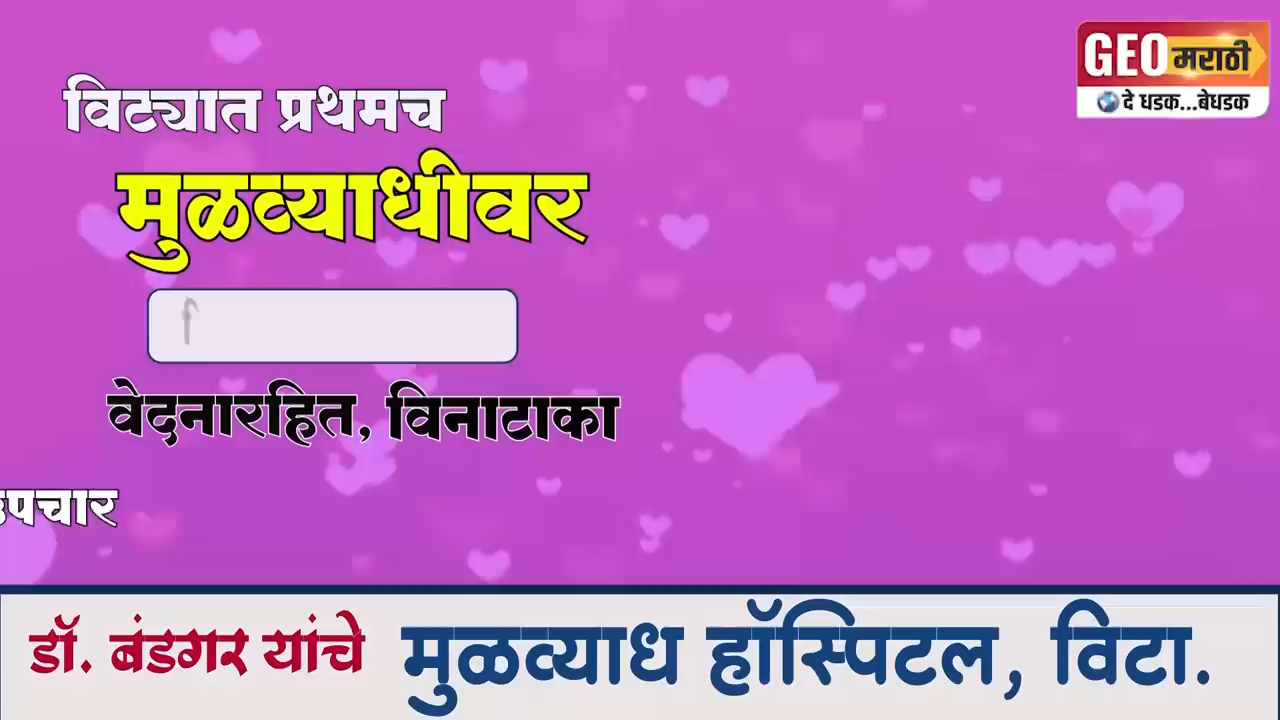 विट्यात प्रथमच
GEO मराठी
दे धडक...बेधडक
मुळव्याधीवर
वेदनारहित, विनाटाका
उपचार
डॉ. बंडगर यांचे मुळव्याध हॉस्पिटल, विटा.